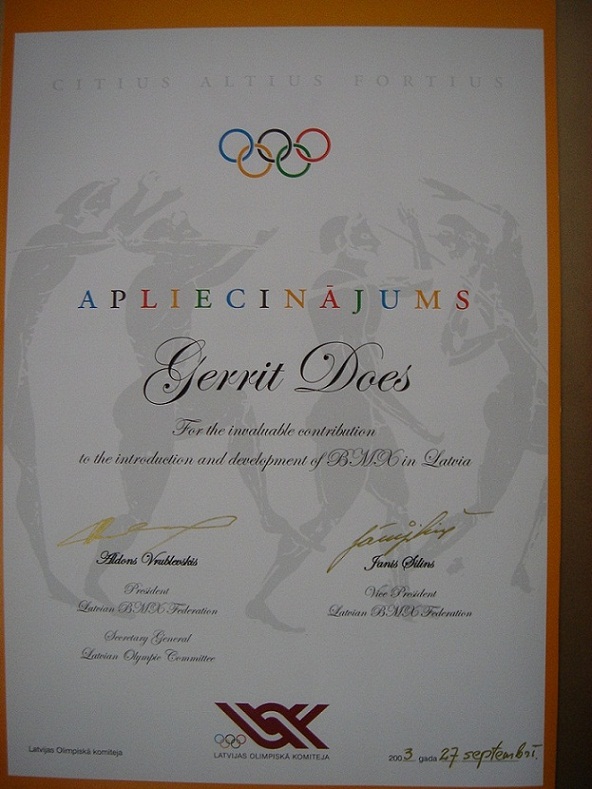 CITIUS ALTIUS FORTIUS
APLIECINĀJUMS
Gerrit Does
For the invaluable contribution
to the introduction and development of BMX in Latvia
Aldons Vrublevskis
Janis Silins
President
Vice President
Latvian BMX Federation
Latvian BMX Federation
Secretary General
Latvian Olympic Committee
LOK
LATVIJAS OLIMPISKĀ KOMITEJA
Latvijas Olimpiskā komiteja
2003 gada 27 septembrī.